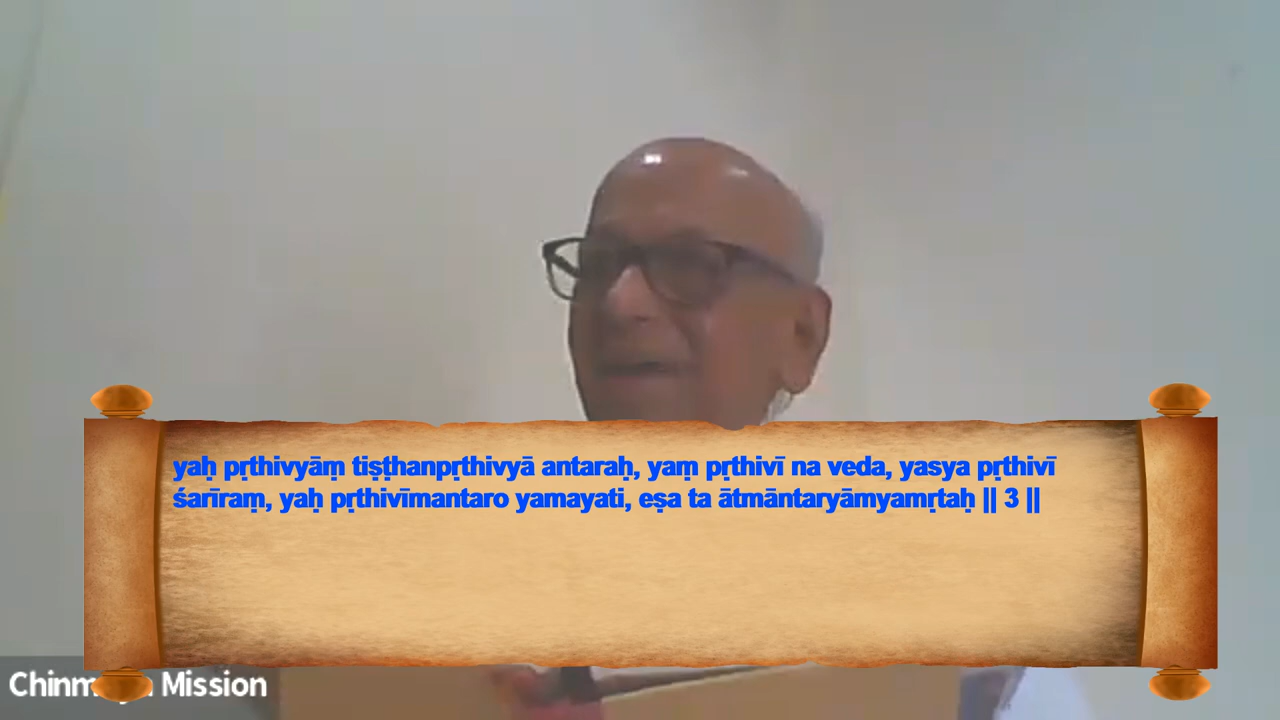 yaḥ pṛthivyāṃ tiṣṭhanpṛthivyā antaraḥ, yaṃ pṛthivī na veda, yasya pṛthivī
śarīraṃ, yaḥ pṛthivīmantaro yamayati, eṣa ta ātmāntaryāmyamṛtaḥ || 3 ||
Mission